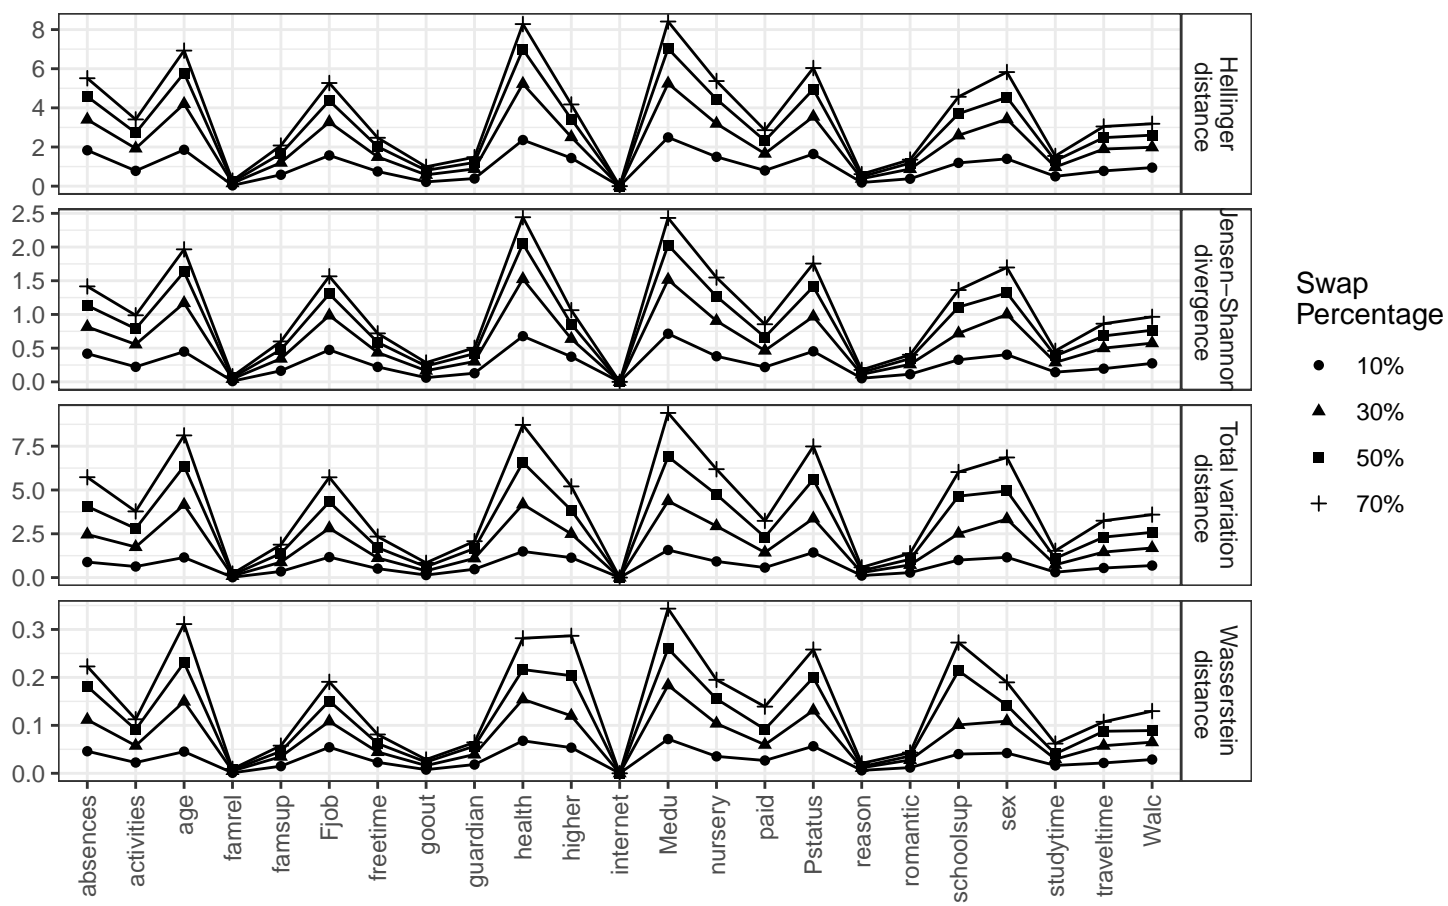 8
6
4
2
0
Hellinger
distance
2.5
2.0
1.5
1.0
0.5
0.0
Jensen−Shannon
divergence
7.5
5.0
2.5
0.0
Total variation
distance
0.3
0.2
0.1
0.0
Wasserstein
distance
absences
activities
age
famrel
famsup
Fjob
freetime
goout
guardian
health
higher
internet
Medu
nursery
paid
Pstatus
reason
romantic
schoolsup
sex
studytime
traveltime
Walc
Swap
Percentage
10%
30%
50%
70%